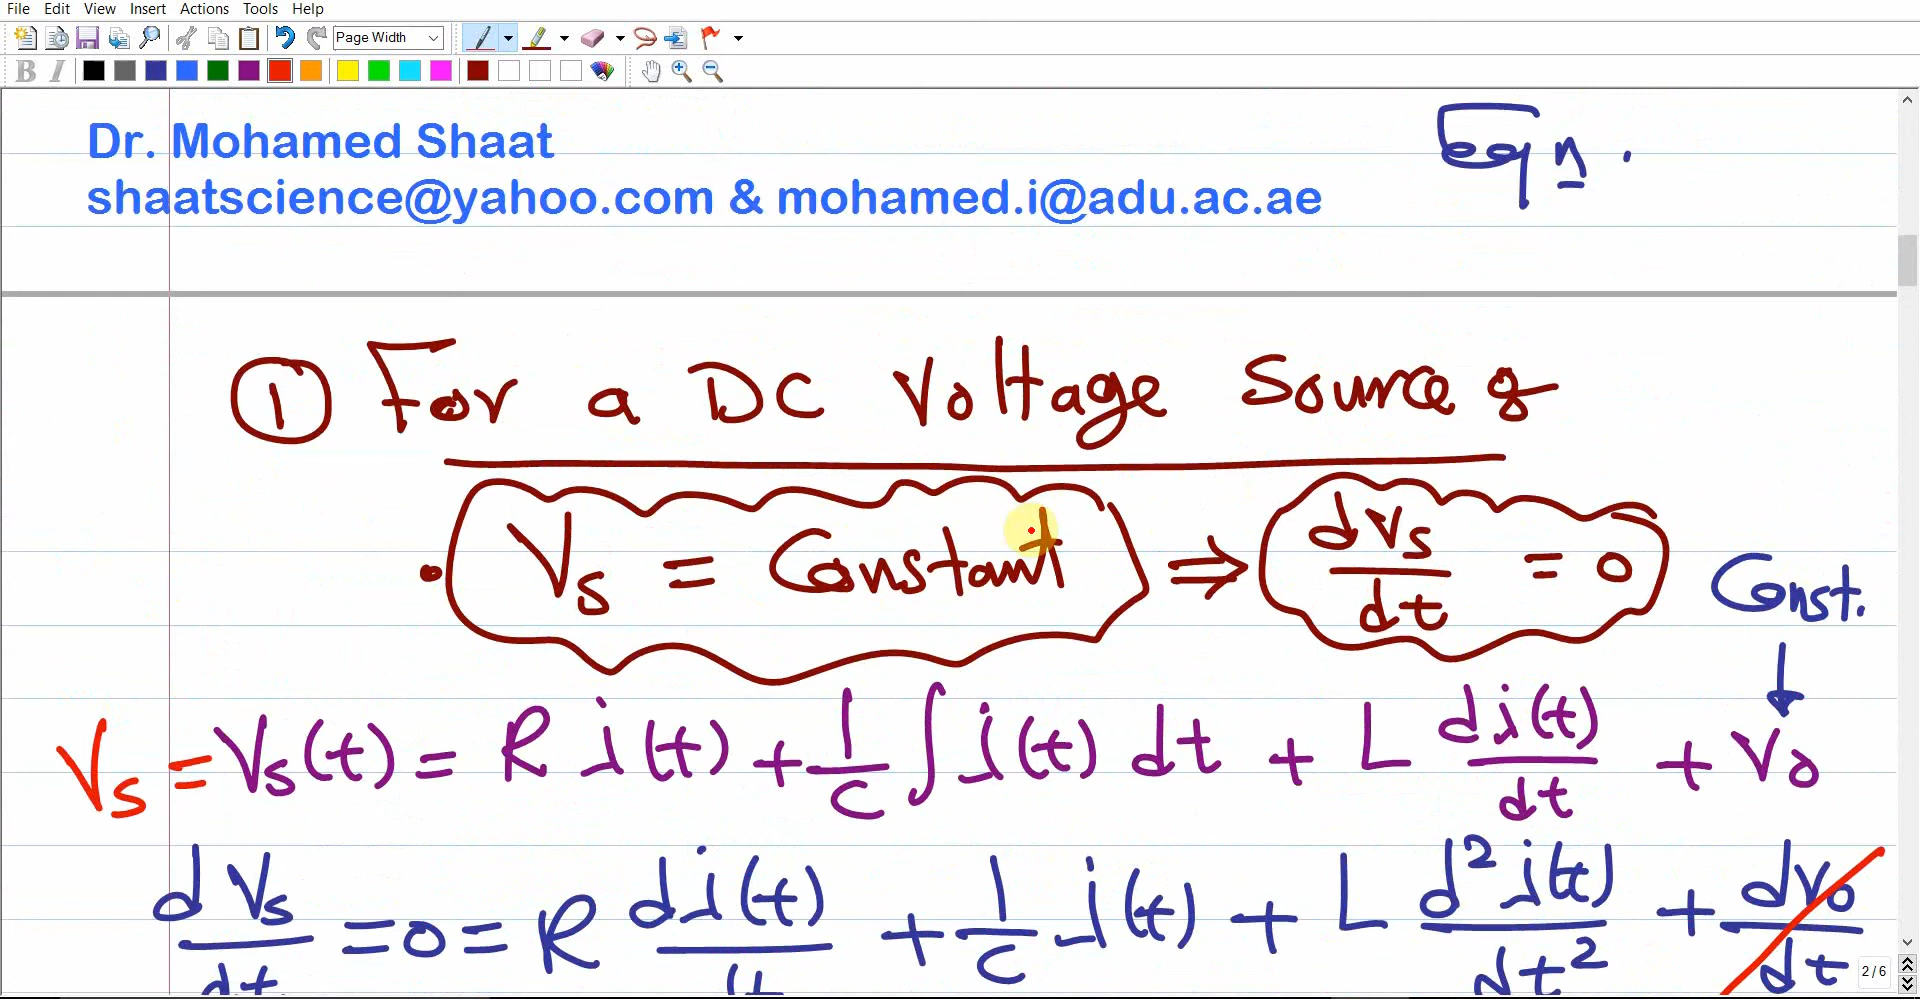 File Edit View Insert Actions Tools Help
Page Width
B I
Dr. Mohamed Shaat
shaatscience@yahoo.com & mohamed.i@adu.ac.ae
Eqn.
① For a DC Voltage Source :
• Vs = Constant ⇒ dVs/dt = 0
Const.
↓
Vs = Vs(t) = R i(t) + 1/C ∫ i(t) dt + L di(t)/dt + Vo
dVs/dt = 0 = R di(t)/dt + 1/C i(t) + L d²i(t)/dt² + dVo/dt
2/6